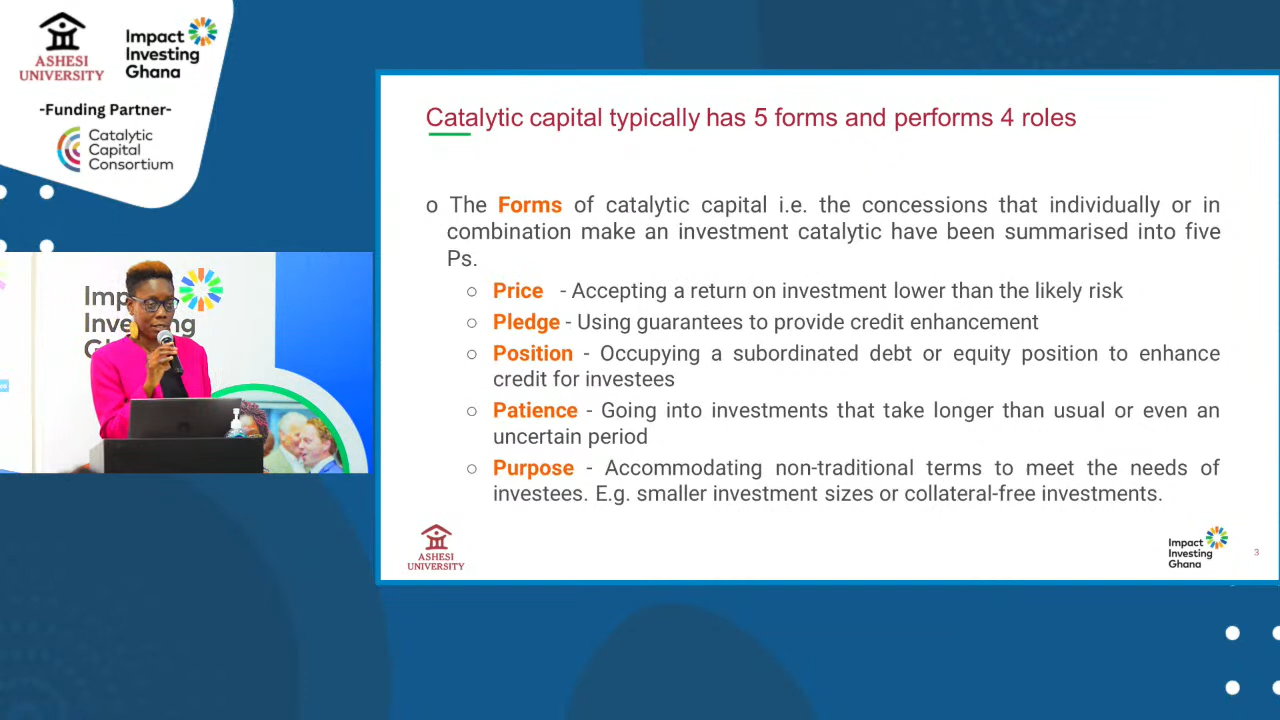 ASHESI
UNIVERSITY
Impact
Investing
Ghana
-Funding Partner-
Catalytic
Capital
Consortium
Catalytic capital typically has 5 forms and performs 4 roles
o The Forms of catalytic capital i.e. the concessions that individually or in
combination make an investment catalytic have been summarised into five
Ps.
○ Price - Accepting a return on investment lower than the likely risk
○ Pledge - Using guarantees to provide credit enhancement
○ Position - Occupying a subordinated debt or equity position to enhance
credit for investees
○ Patience - Going into investments that take longer than usual or even an
uncertain period
○ Purpose - Accommodating non-traditional terms to meet the needs of
investees. E.g. smaller investment sizes or collateral-free investments.
ASHESI
UNIVERSITY
Impact
Investing
Ghana
3